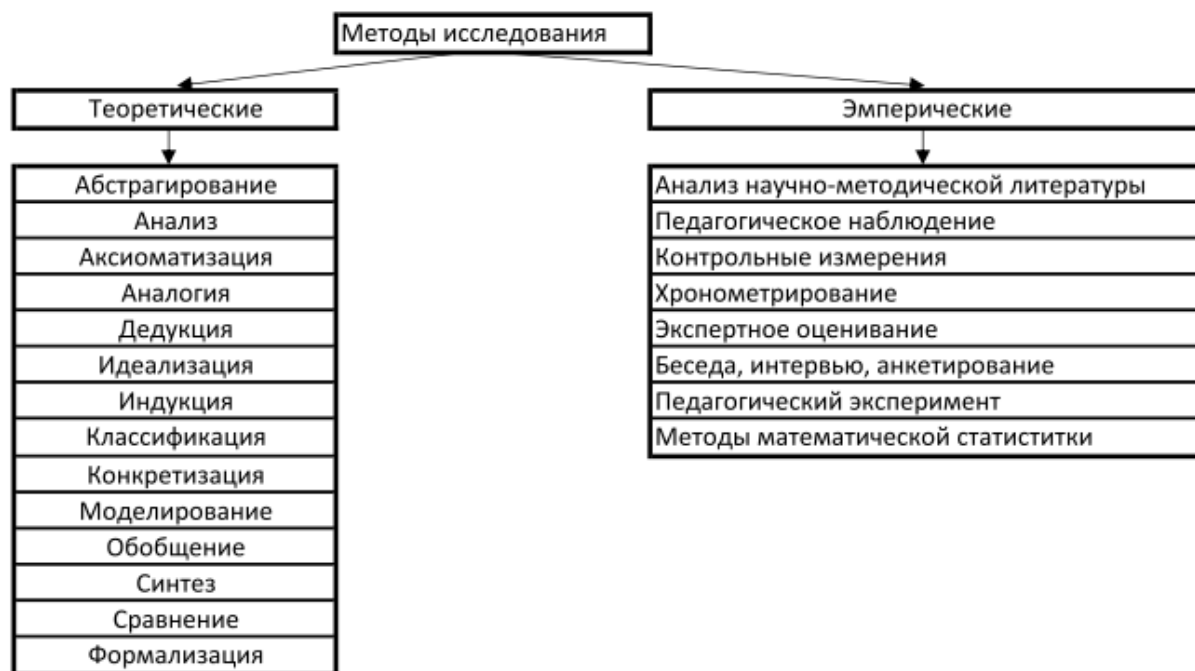 Методы исследования
Теоретические
Эмперические
Абстрагирование
Анализ
Аксиоматизация
Аналогия
Дедукция
Идеализация
Индукция
Классификация
Конкретизация
Моделирование
Обобщение
Синтез
Сравнение
Формализация
Анализ научно-методической литературы
Педагогическое наблюдение
Контрольные измерения
Хронометрирование
Экспертное оценивание
Беседа, интервью, анкетирование
Педагогический эксперимент
Методы математической статиститки